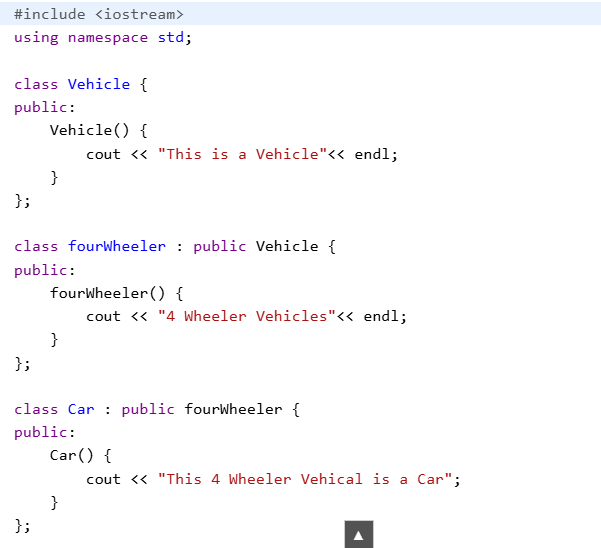 #include <iostream>
using namespace std;

class Vehicle {
public:
    Vehicle() {
        cout << "This is a Vehicle"<< endl;
    }
};

class fourWheeler : public Vehicle {
public:
    fourWheeler() {
        cout << "4 Wheeler Vehicles"<< endl;
    }
};

class Car : public fourWheeler {
public:
    Car() {
        cout << "This 4 Wheeler Vehical is a Car";
    }
};